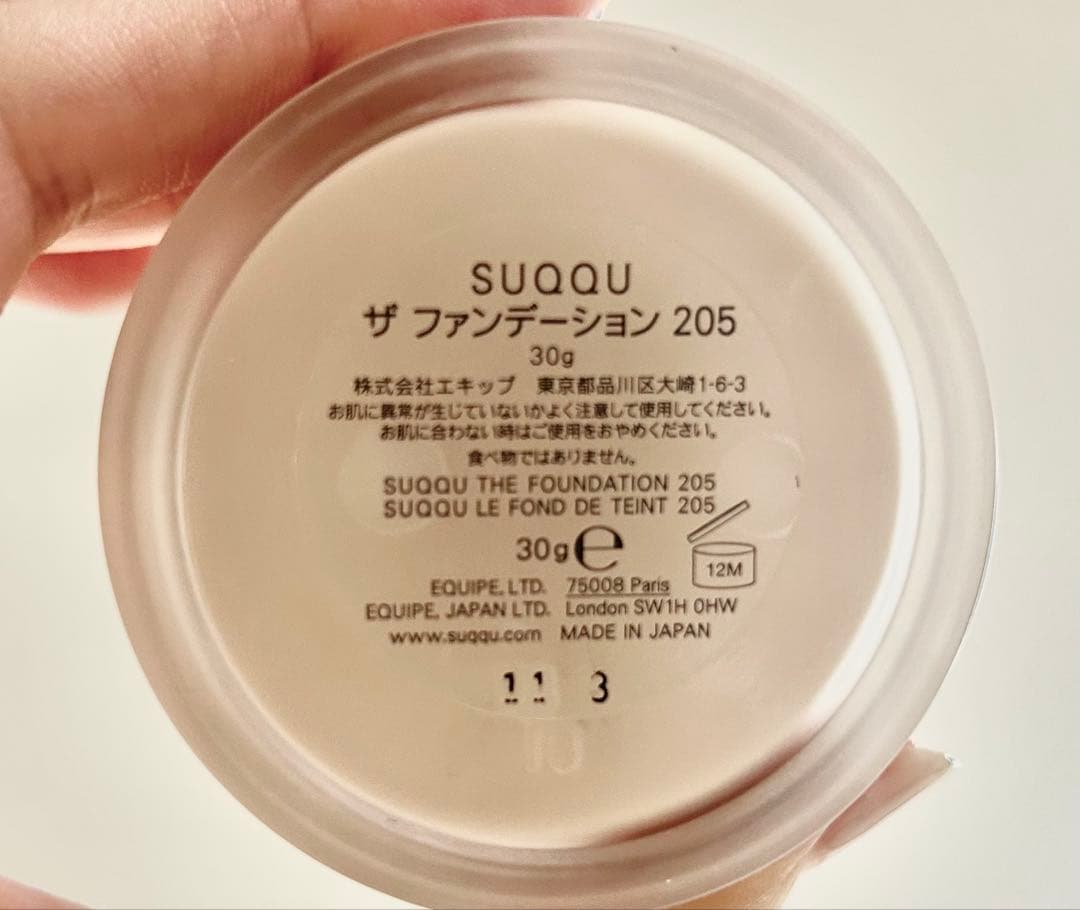 SUQQU
ザ ファンデーション 205
30g
株式会社エキップ 東京都品川区大崎1-6-3
お肌に異常が生じていないかよく注意して使用してください。
お肌に合わない時はご使用をおやめください。
食べ物ではありません。
SUQQU THE FOUNDATION 205
SUQQU LE FOND DE TEINT 205
30g℮
12M
EQUIPE, LTD. 75008 Paris
EQUIPE, JAPAN LTD. London SW1H 0HW
www.suqqu.com MADE IN JAPAN
11 3